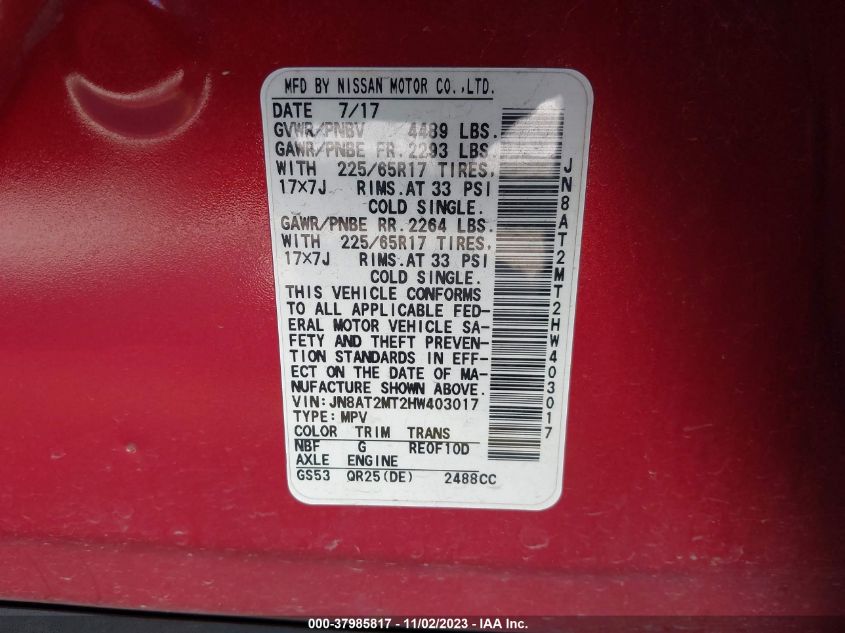 MFD BY NISSAN MOTOR CO.,LTD.
DATE 7/17
GVWR/PNBV 4489 LBS.
GAWR/PNBE FR. 2293 LBS.
WITH 225/65R17 TIRES.
17×7J RIMS.AT 33 PSI
COLD SINGLE.
GAWR/PNBE RR. 2264 LBS.
WITH 225/65R17 TIRES.
17×7J RIMS.AT 33 PSI
COLD SINGLE.
THIS VEHICLE CONFORMS
TO ALL APPLICABLE FED-
ERAL MOTOR VEHICLE SA-
FETY AND THEFT PREVEN-
TION STANDARDS IN EFF-
ECT ON THE DATE OF MA-
NUFACTURE SHOWN ABOVE.
VIN:JN8AT2MT2HW403017
TYPE:MPV
COLOR TRIM TRANS
NBF G RE0F10D
AXLE ENGINE
GS53 QR25(DE) 2488CC
JN8AT2MT2HW403017
000-37985817 - 11/02/2023 - IAA Inc.